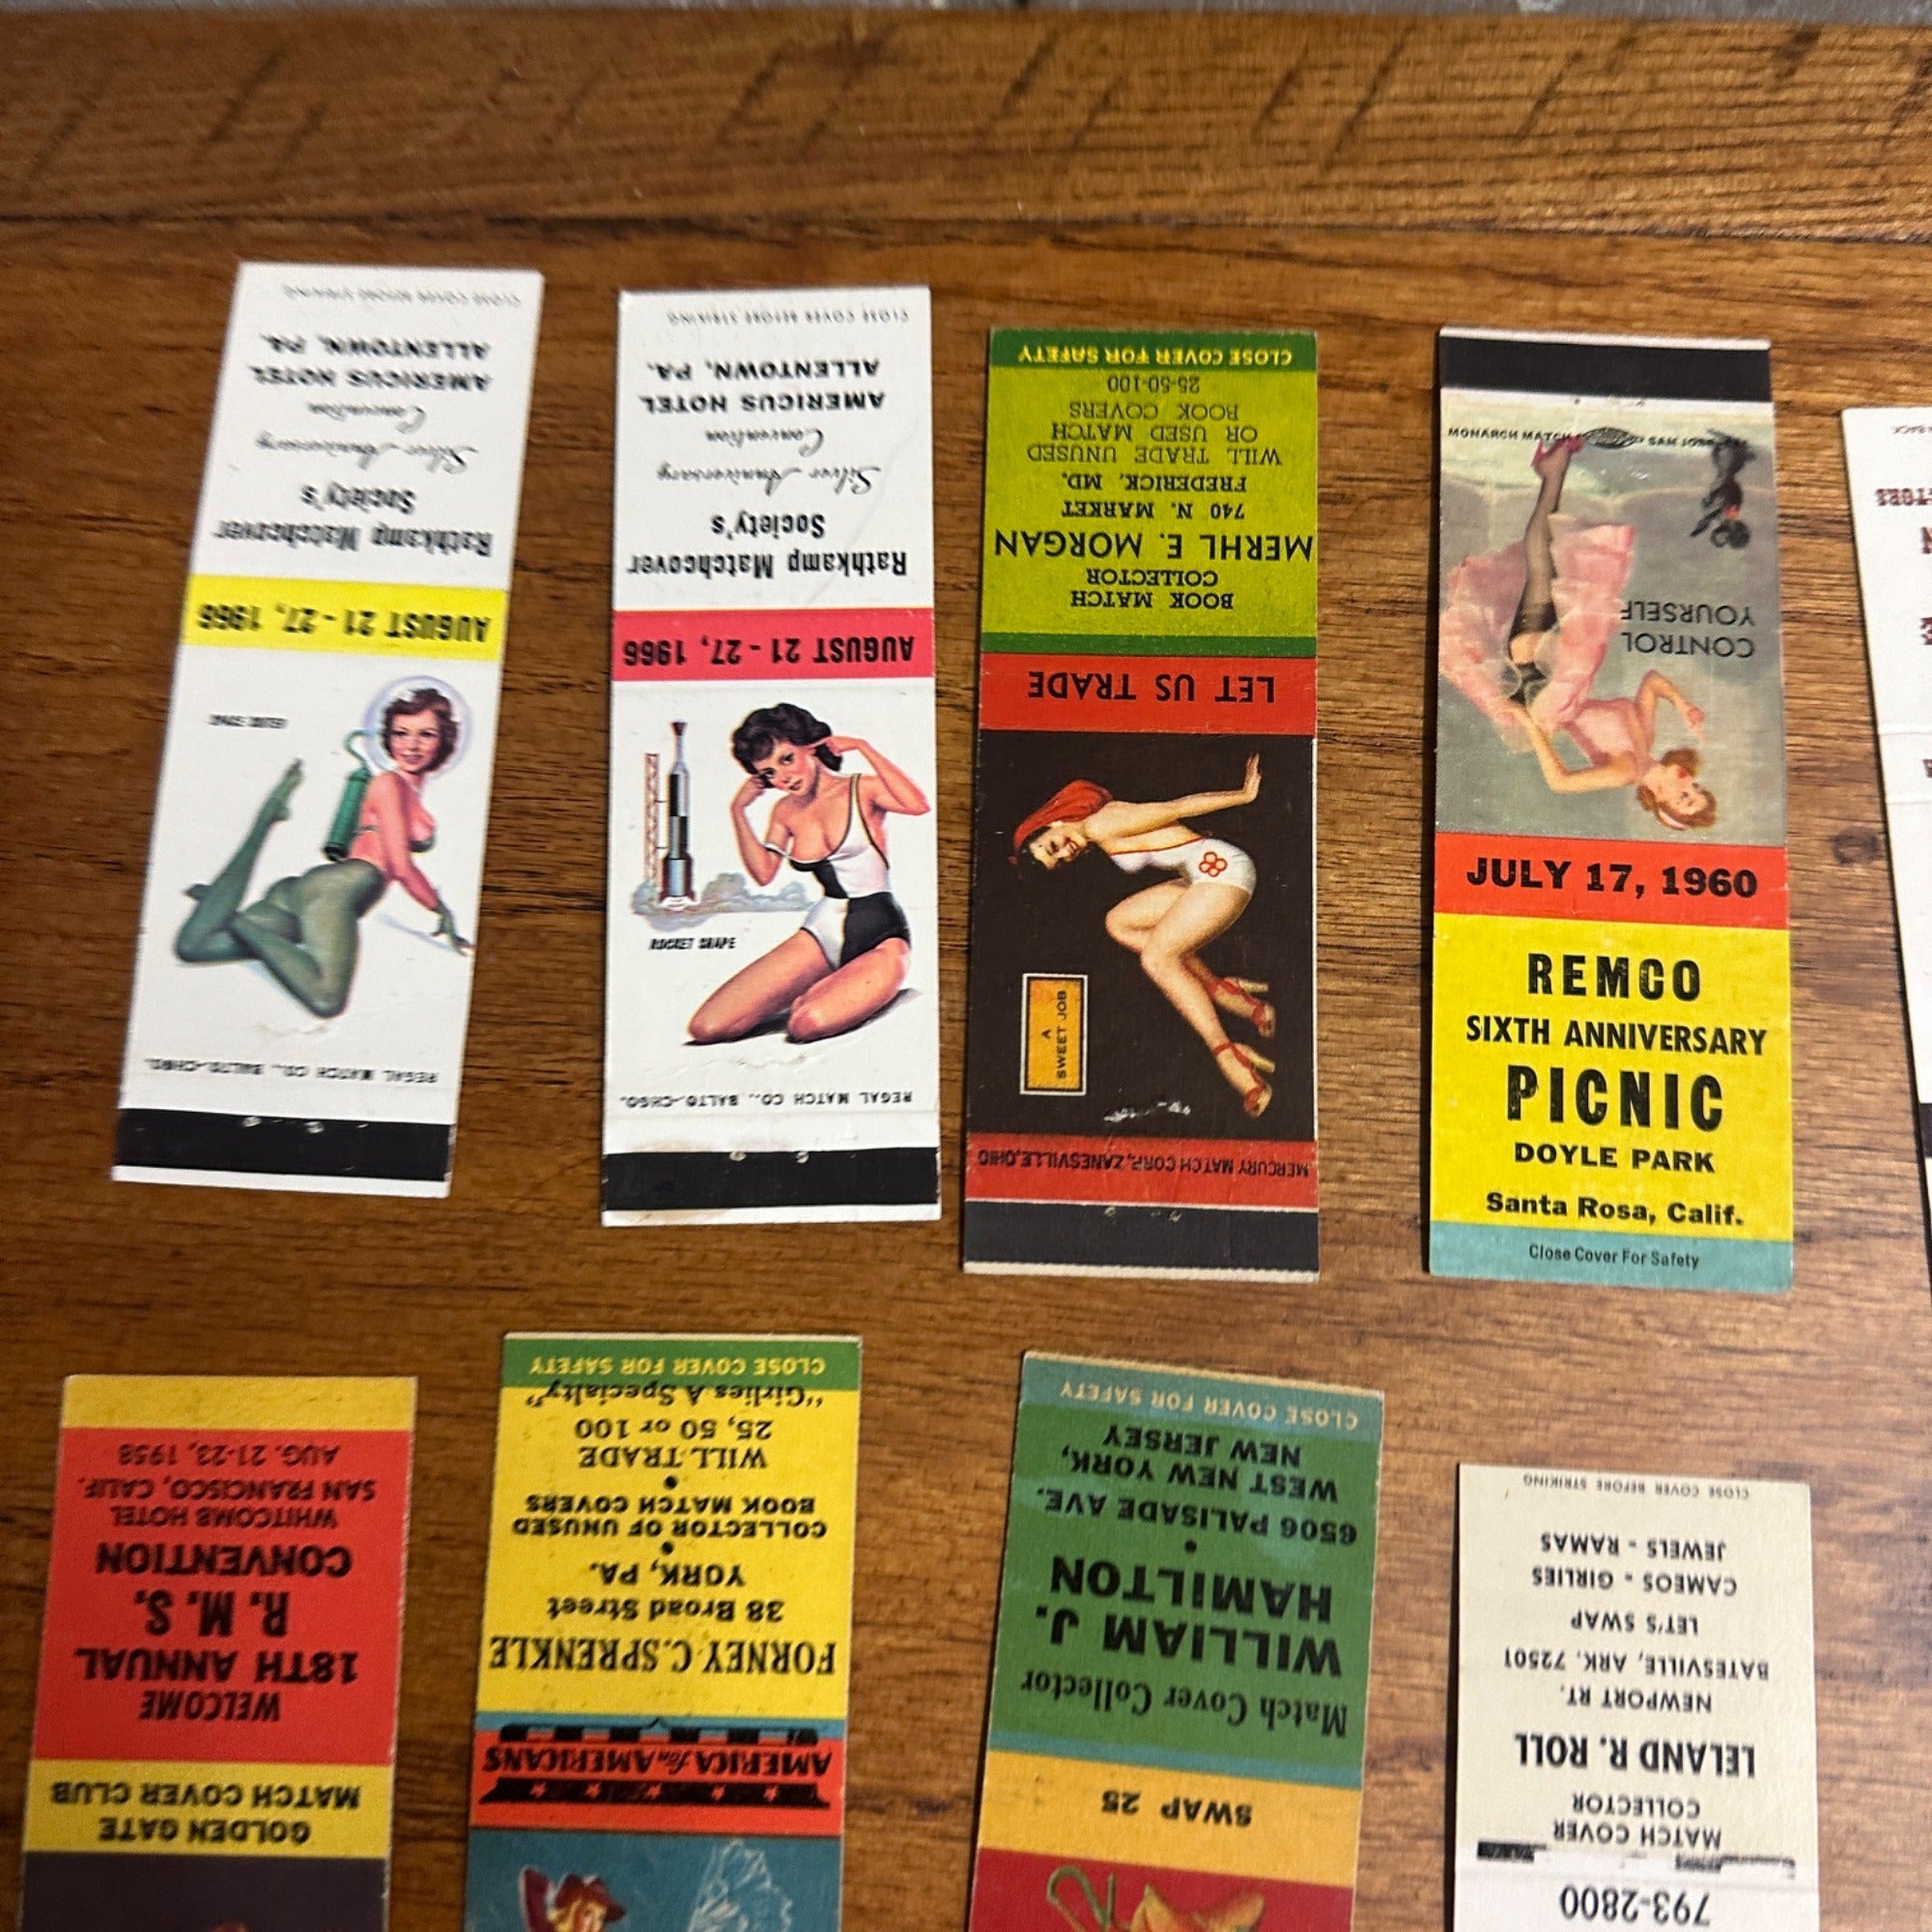 CLOSE COVER BEFORE STRIKING
AMERICUS HOTEL
ALLENTOWN, PA.
Silver Anniversary
Convention
Rathkamp Matchcover
Society's
AUGUST 21 - 27, 1966
REGAL MATCH CO., BALTO.-CHGO.
CLOSE COVER BEFORE STRIKING
AMERICUS HOTEL
ALLENTOWN, PA.
Silver Anniversary
Convention
Rathkamp Matchcover
Society's
AUGUST 21 - 27, 1966
ROCKET SHAPE
REGAL MATCH CO., BALTO.-CHGO.
MERCURY MATCH CORP., ZANESVILLE, OHIO
A
SWEET JOB
LET US TRADE
BOOK MATCH
COLLECTOR
MERHL E. MORGAN
740 N. MARKET
FREDERICK, MD.
WILL TRADE UNUSED
OR USED MATCH
BOOK COVERS
25-50-100
CLOSE COVER FOR SAFETY
MONARCH MATCH SAN JOSE
CONTROL
YOURSELF
JULY 17, 1960
REMCO
SIXTH ANNIVERSARY
PICNIC
DOYLE PARK
Santa Rosa, Calif.
Close Cover For Safety
GOLDEN GATE
MATCH COVER CLUB
WELCOME
18TH ANNUAL
R. M. S.
CONVENTION
WHITCOMB HOTEL
SAN FRANCISCO, CALIF.
AUG. 21-23, 1958
AMERICA for AMERICANS
FORNEY C. SPRENKLE
38 Broad Street
YORK, PA.
•
COLLECTOR OF UNUSED
BOOK MATCH COVERS
•
WILL TRADE
25, 50 or 100
"Girlies A Specialty"
CLOSE COVER FOR SAFETY
SWAP 25
Match Cover Collector
WILLIAM J.
HAMILTON
•
6506 PALISADE AVE.
WEST NEW YORK,
NEW JERSEY
CLOSE COVER FOR SAFETY
793-2800
MATCH COVER
COLLECTOR
LELAND R. ROLL
NEWPORT RT.
BATESVILLE, ARK. 72501
LET'S SWAP
CAMEOS - GIRLIES
JEWELS - RAMAS
CLOSE COVER BEFORE STRIKING